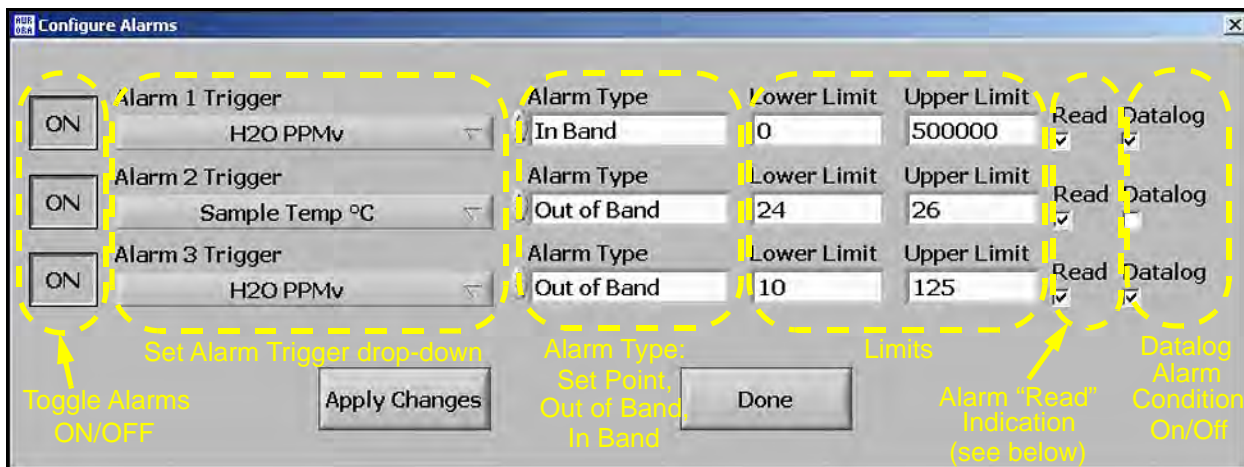 AUR
ORA
Configure Alarms
ON
Alarm 1 Trigger
H2O PPMv
Alarm Type
In Band
Lower Limit
0
Upper Limit
500000
Read
Datalog
ON
Alarm 2 Trigger
Sample Temp °C
Alarm Type
Out of Band
Lower Limit
24
Upper Limit
26
Read
Datalog
ON
Alarm 3 Trigger
H2O PPMv
Alarm Type
Out of Band
Lower Limit
10
Upper Limit
125
Read
Datalog
Toggle Alarms
ON/OFF
Set Alarm Trigger drop-down
Apply Changes
Alarm Type:
Set Point,
Out of Band,
In Band
Done
Limits
Alarm “Read”
Indication
(see below)
Datalog
Alarm
Condition
On/Off